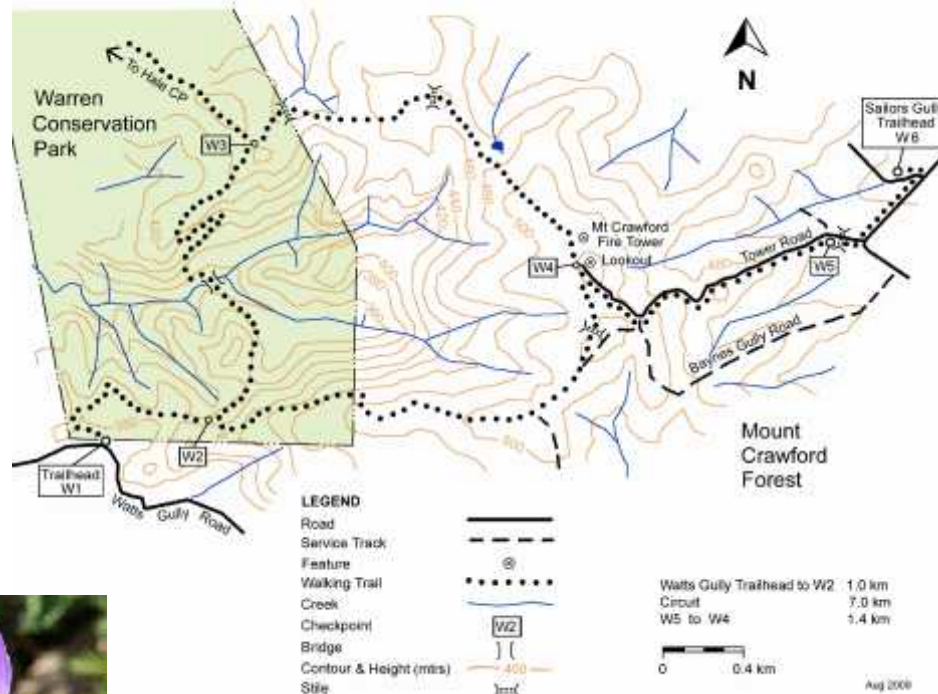 To Hale CP
Warren
Conservation
Park
W3
N
Sailors Gully
Trailhead
W6
Mt Crawford
Fire Tower
Lookout
W4
Tower Road
W5
Baynes Gully Road
W2
Trailhead
W1
Watts Gully Road
Mount
Crawford
Forest
LEGEND
Road
Service Track
Feature
Walking Trail
Creek
Checkpoint
W2
Bridge
Contour & Height (mtrs)
400
Stile
Watts Gully Trailhead to W2 1.0 km
Circuit 7.0 km
W5 to W4 1.4 km
0 0.4 km
Aug 2009